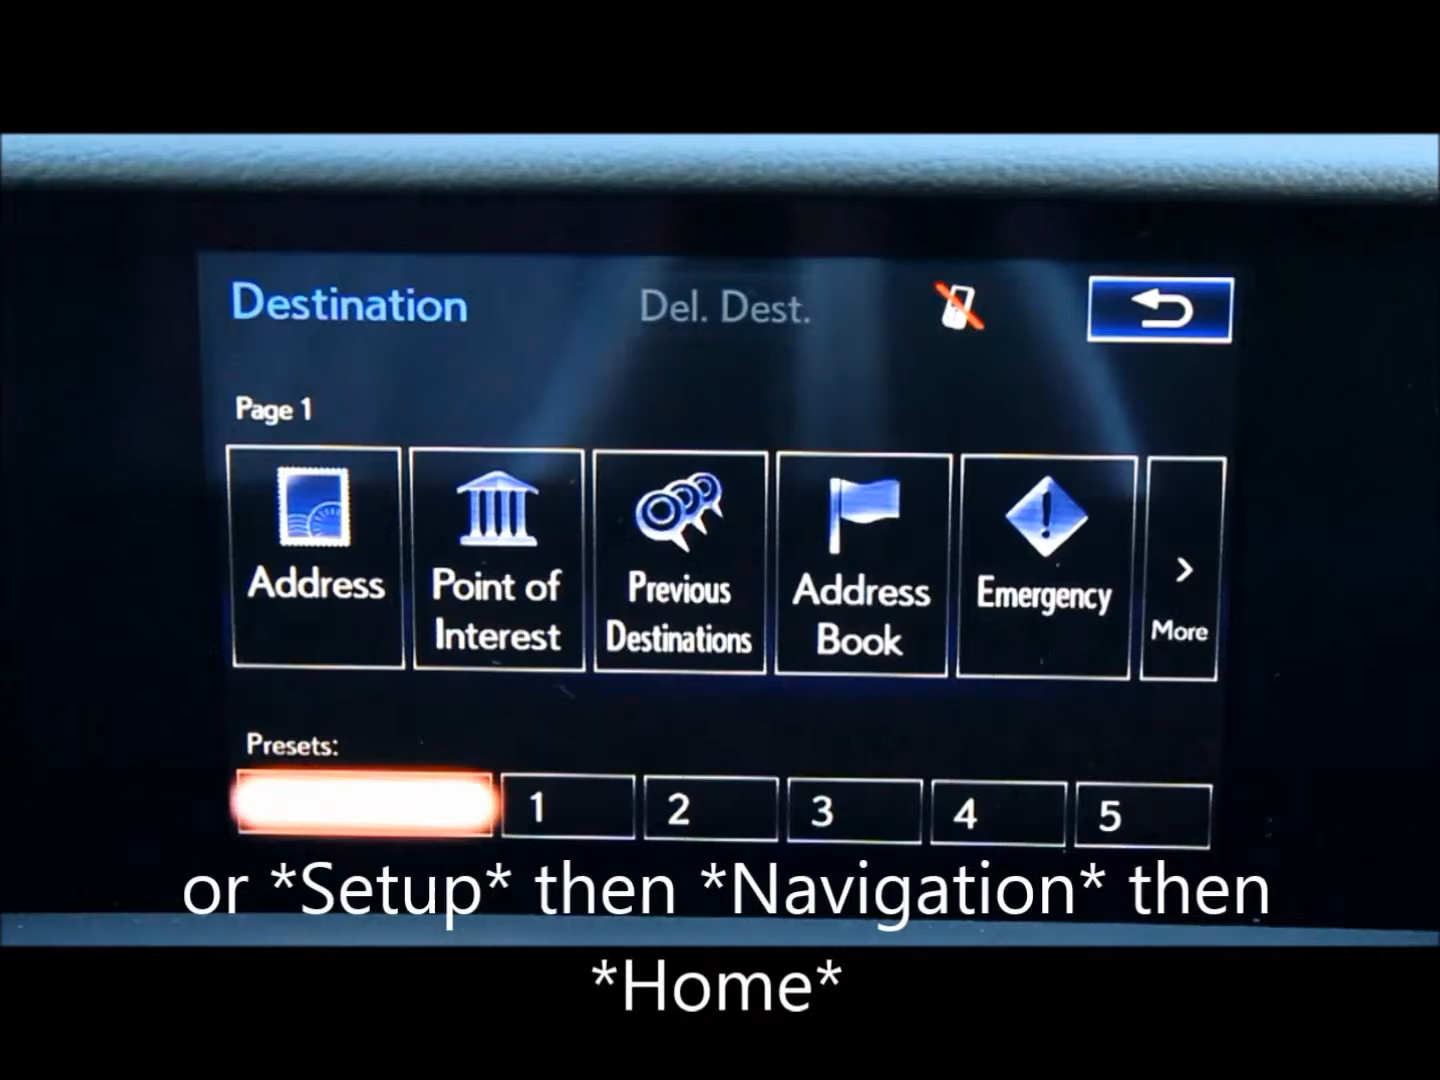 Destination
Del. Dest.
Page 1
Address
Point of
Interest
Previous
Destinations
Address
Book
Emergency
More
Presets:
1
2
3
4
5
or *Setup* then *Navigation* then
*Home*